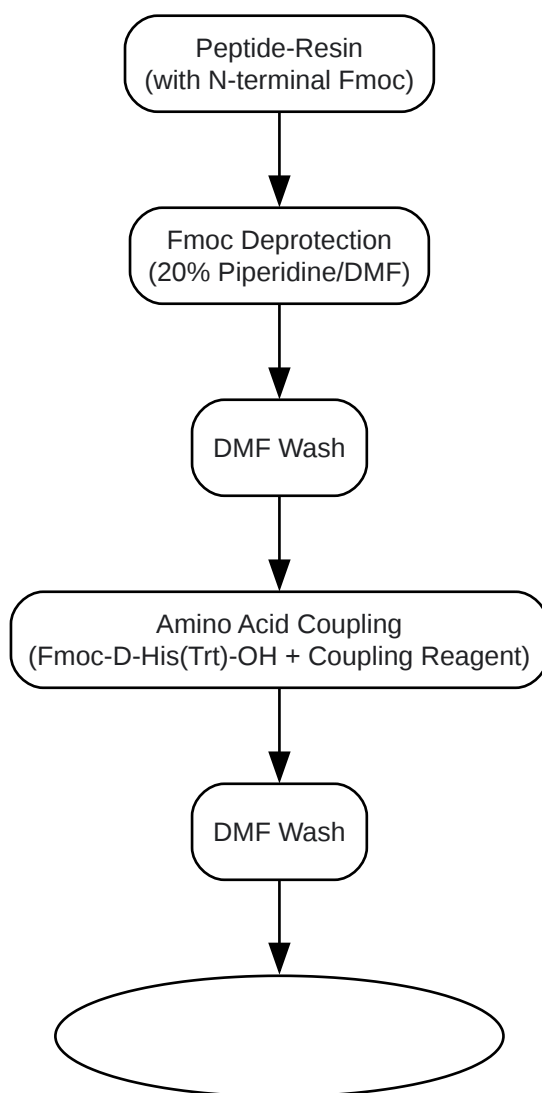 Peptide-Resin
(with N-terminal Fmoc)
Fmoc Deprotection
(20% Piperidine/DMF)
DMF Wash
Amino Acid Coupling
(Fmoc-D-His(Trt)-OH + Coupling Reagent)
DMF Wash